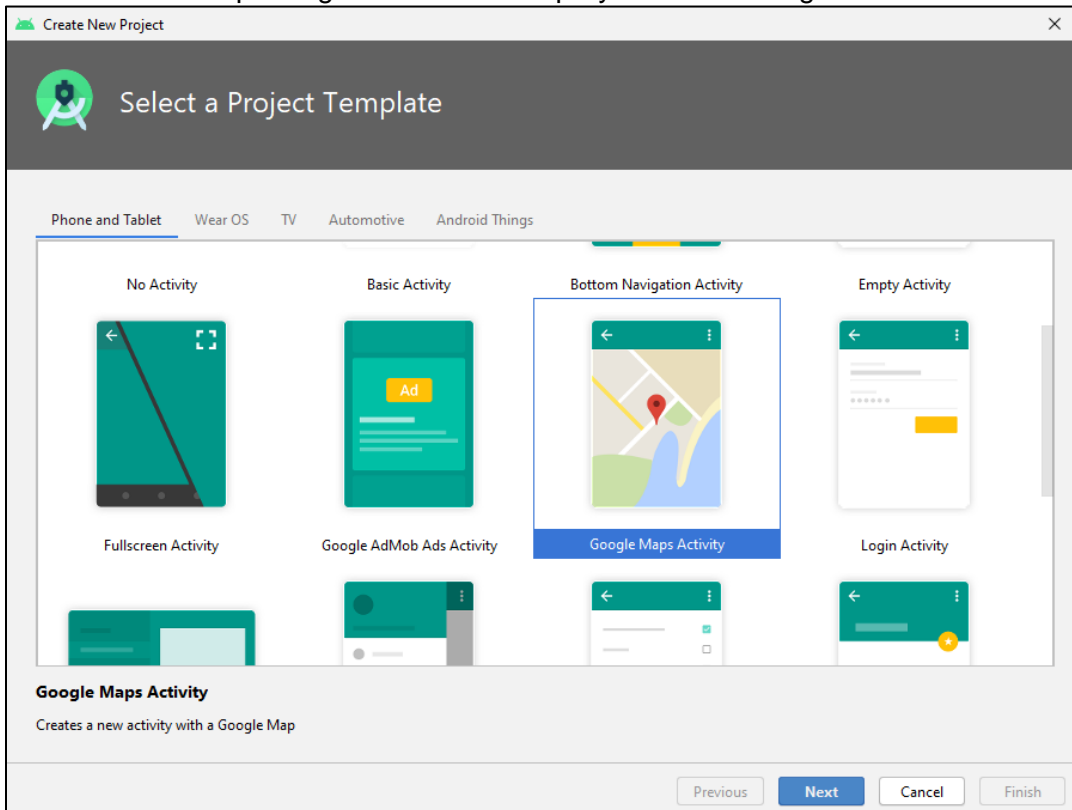 Create New Project
Select a Project Template
Phone and Tablet Wear OS TV Automotive Android Things
No Activity Basic Activity Bottom Navigation Activity Empty Activity
Ad
Fullscreen Activity Google AdMob Ads Activity Google Maps Activity Login Activity
Google Maps Activity
Creates a new activity with a Google Map
Previous Next Cancel Finish